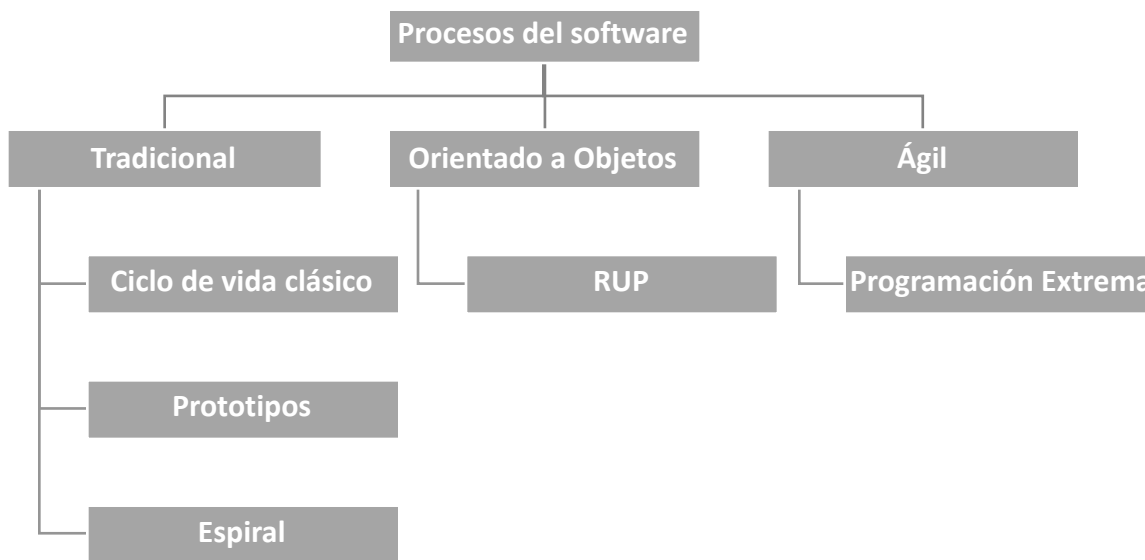 Procesos del software
Tradicional
Orientado a Objetos
Ágil
Ciclo de vida clásico
RUP
Programación Extrema
Prototipos
Espiral